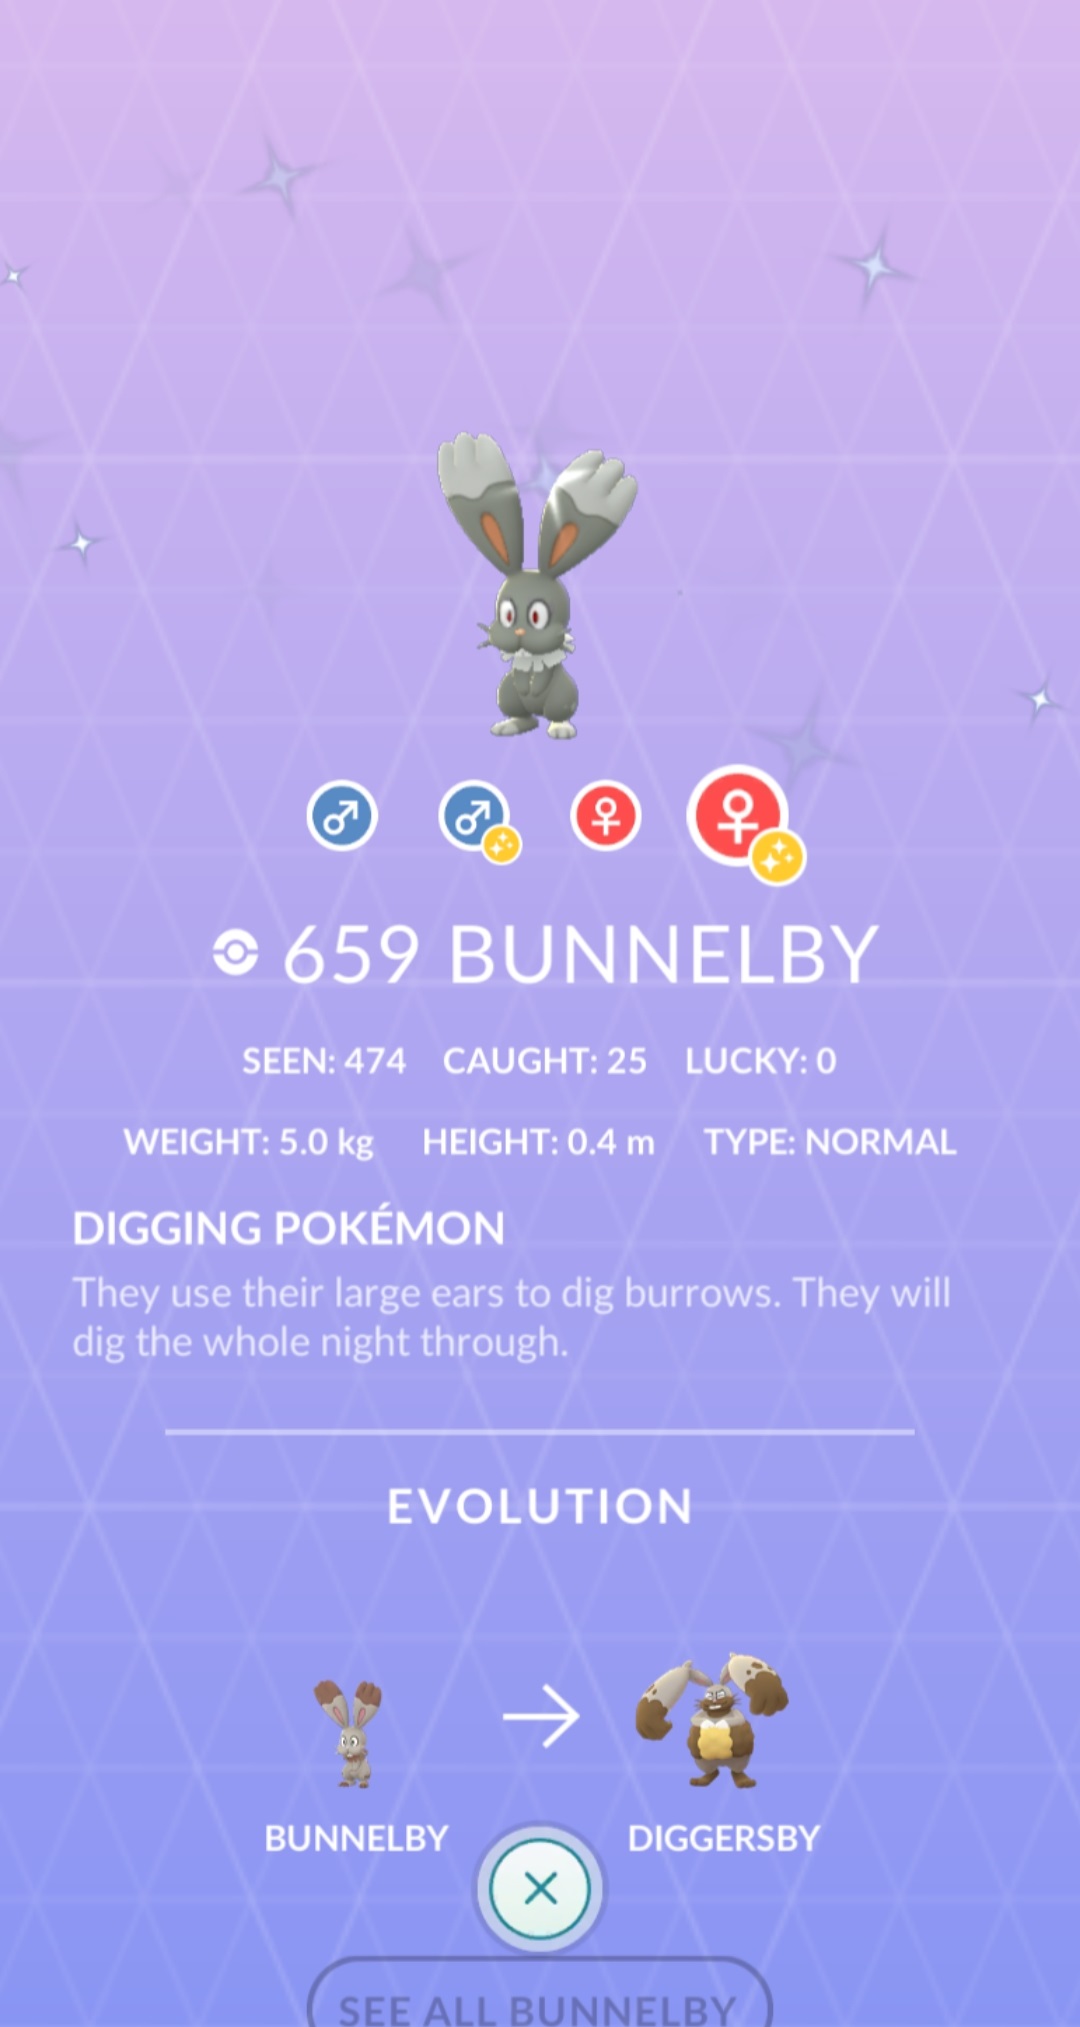 659 BUNNELBY
SEEN: 474 CAUGHT: 25 LUCKY: 0
WEIGHT: 5.0 kg HEIGHT: 0.4 m TYPE: NORMAL
DIGGING POKÉMON
They use their large ears to dig burrows. They will
dig the whole night through.
EVOLUTION
BUNNELBY DIGGERSBY
SEE ALL BUNNELBY